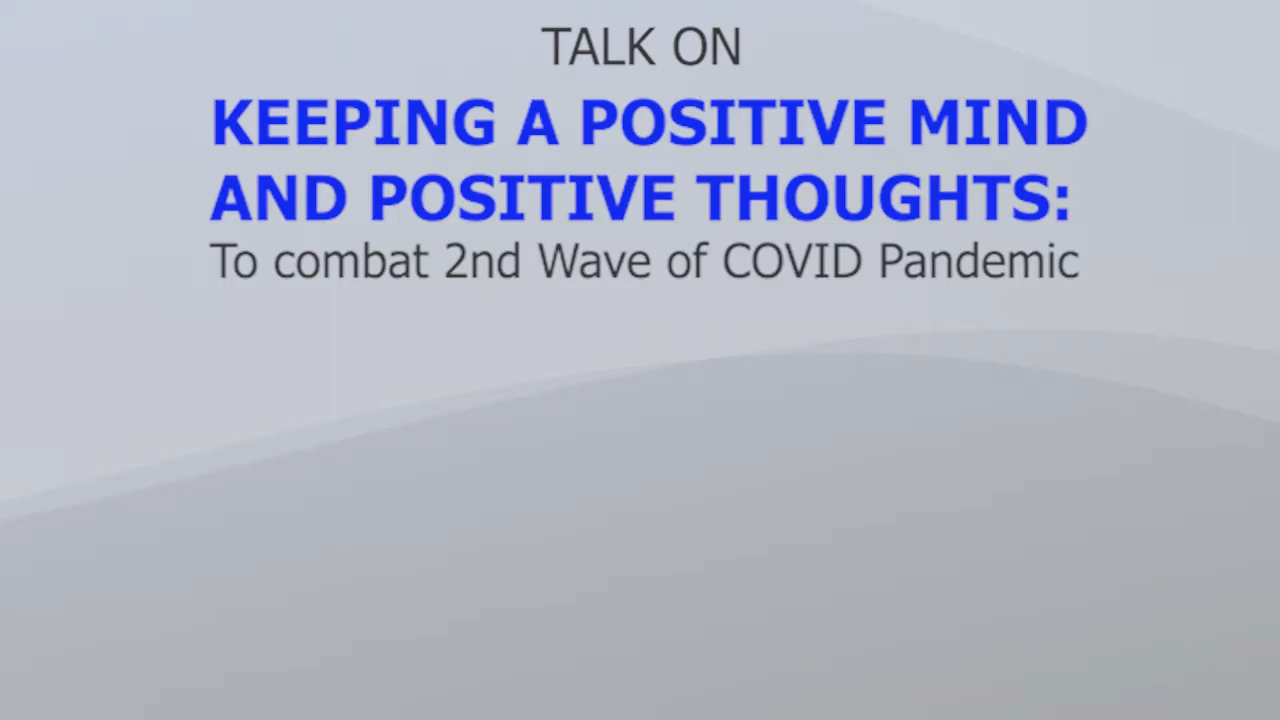 TALK ON
KEEPING A POSITIVE MIND
AND POSITIVE THOUGHTS:
To combat 2nd Wave of COVID Pandemic